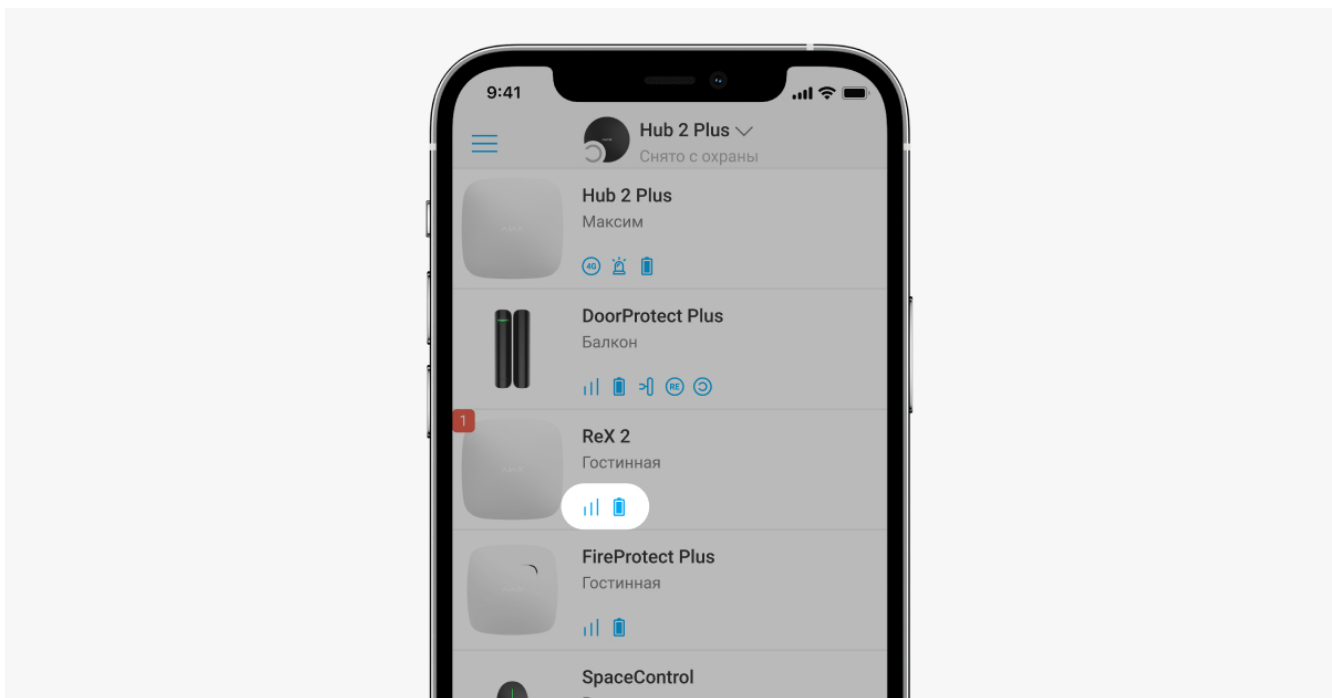 9:41
Hub 2 Plus
Снято с охраны
Hub 2 Plus
Максим
4G
DoorProtect Plus
Балкон
RE
1
ReX 2
Гостинная
FireProtect Plus
Гостинная
SpaceControl